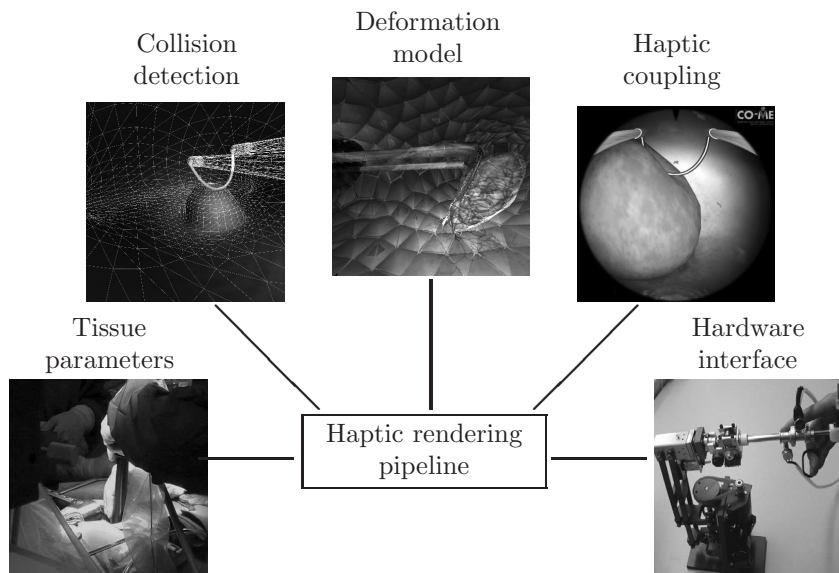 Collision
detection
Deformation
model
Haptic
coupling
CO-ME
Tissue
parameters
Hardware
interface
Haptic rendering
pipeline